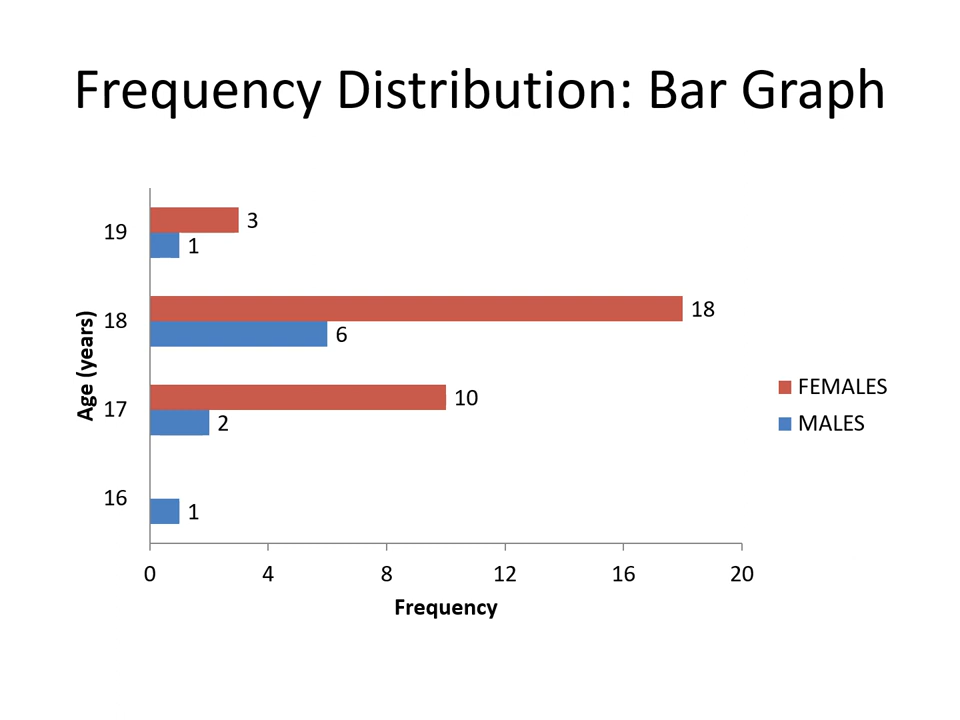 Frequency Distribution: Bar Graph
19
3
1
18
18
6
Age (years)
17
10
2
16
1
FEMALES
MALES
0 4 8 12 16 20
Frequency